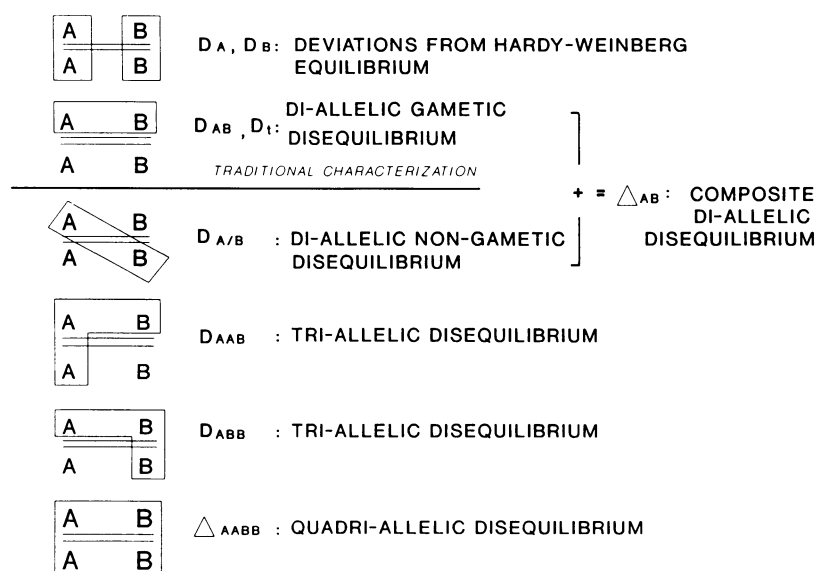 A B
A B
DA, DB: DEVIATIONS FROM HARDY-WEINBERG
EQUILIBRIUM
A B
A B
DAB, Dt: DI-ALLELIC GAMETIC
DISEQUILIBRIUM
TRADITIONAL CHARACTERIZATION
+ = △AB: COMPOSITE
DI-ALLELIC
DISEQUILIBRIUM
A B
A B
DA/B : DI-ALLELIC NON-GAMETIC
DISEQUILIBRIUM
A B
A B
DAAB : TRI-ALLELIC DISEQUILIBRIUM
A B
A B
DABB : TRI-ALLELIC DISEQUILIBRIUM
A B
A B
△AABB : QUADRI-ALLELIC DISEQUILIBRIUM